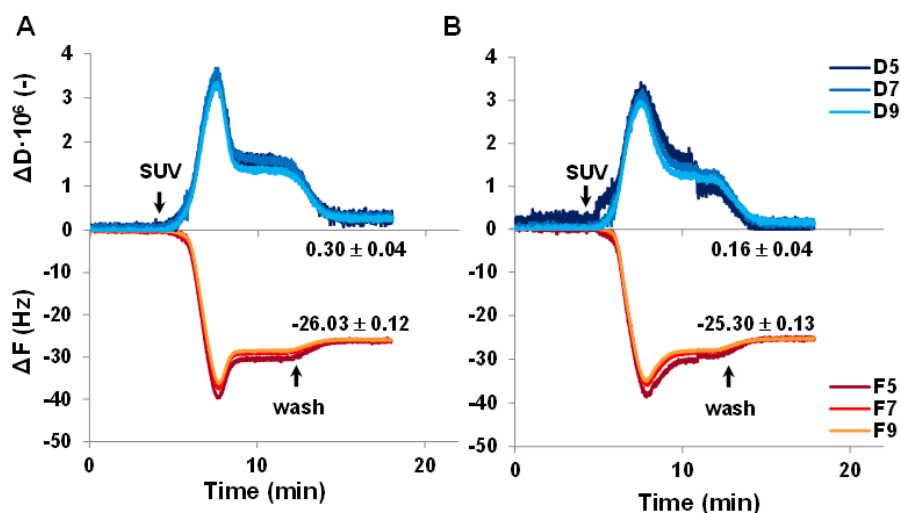 A
ΔD·10⁶ (-)
4
3
2
1
0
SUV
0.30 ± 0.04
ΔF (Hz)
-10
-20
-30
-40
-50
-26.03 ± 0.12
wash
0
10
20
Time (min)
B
4
3
2
1
0
SUV
0.16 ± 0.04
-10
-20
-30
-40
-50
-25.30 ± 0.13
wash
0
10
20
Time (min)
D5
D7
D9
F5
F7
F9